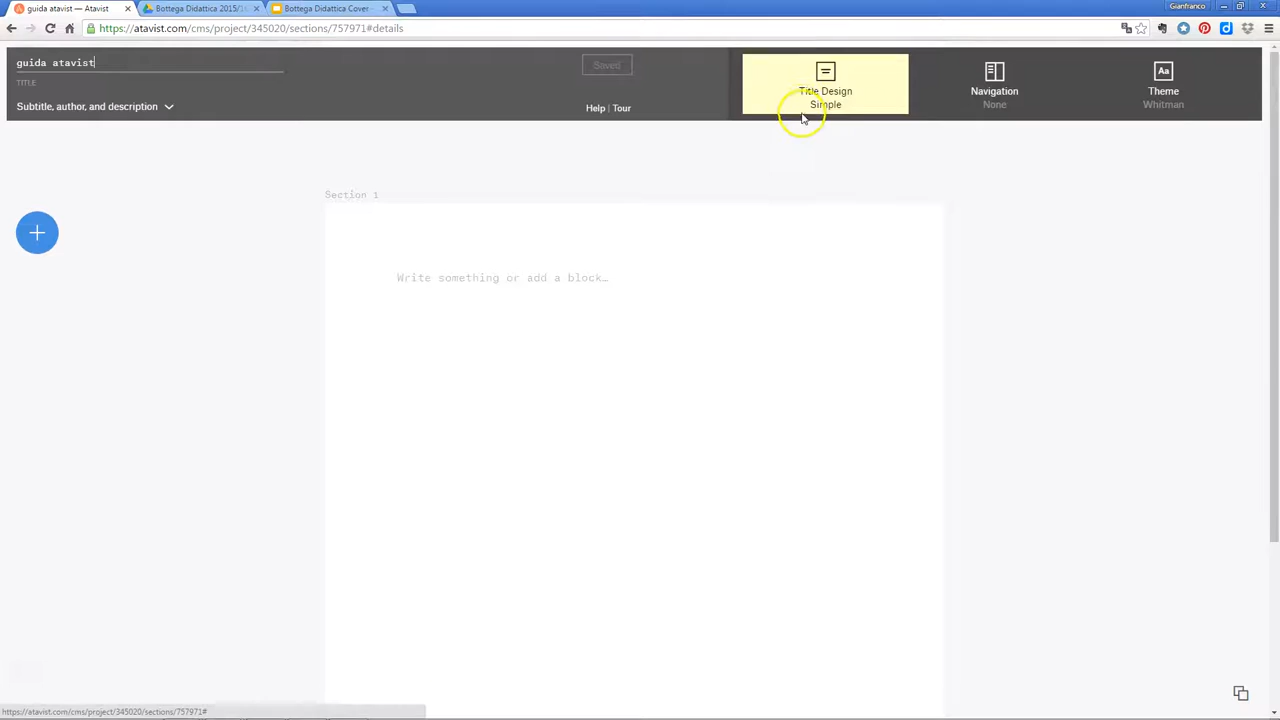 guida atavist — Atavist
Bottega Didattica 2015/1
Bottega Didattica Cover -
Gianfranco
https://atavist.com/cms/project/345020/sections/757971#details
guida atavist
TITLE
Saved
Subtitle, author, and description
Help | Tour
Title Design
Simple
Navigation
None
Aa
Theme
Whitman
Section 1
Write something or add a block…
https://atavist.com/cms/project/345020/sections/757971#